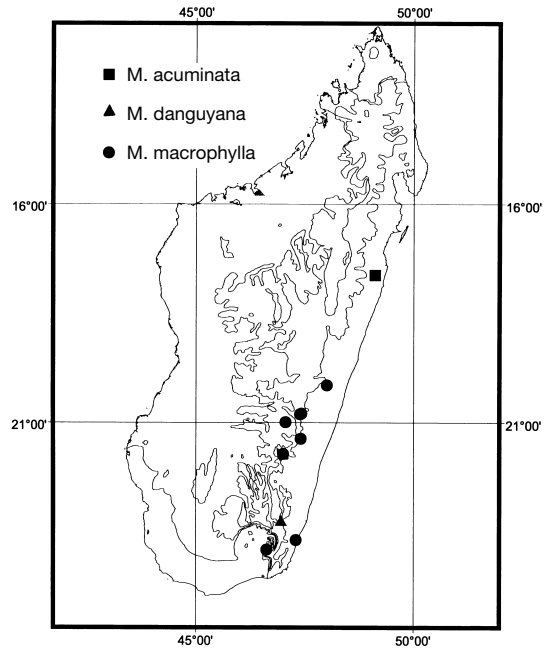 45°00' 50°00'
M. acuminata
M. danguyana
M. macrophylla
16°00' 16°00'
21°00' 21°00'
45°00' 50°00'